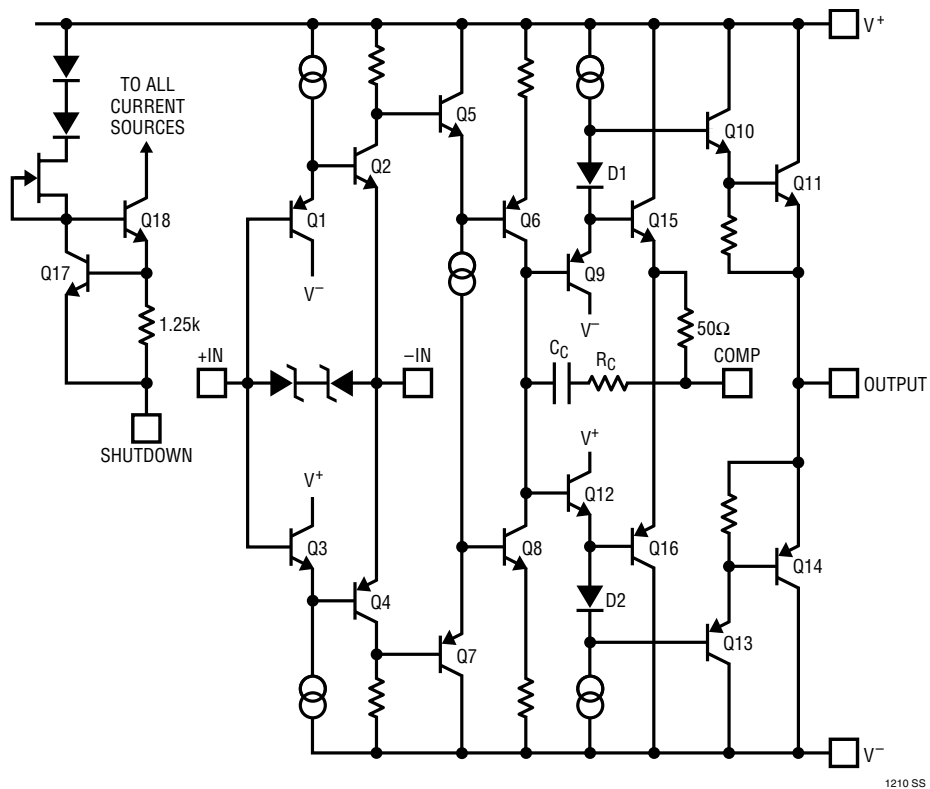 V+
TO ALL
CURRENT
SOURCES
Q5
Q10
Q2
D1
Q11
Q18
Q1
Q6
Q15
Q17
Q9
V–
V–
1.25k
50Ω
+IN
–IN
CC
RC
COMP
OUTPUT
SHUTDOWN
V+
V+
Q12
Q3
Q8
Q16
Q14
Q4
D2
Q7
Q13
V–
1210 SS